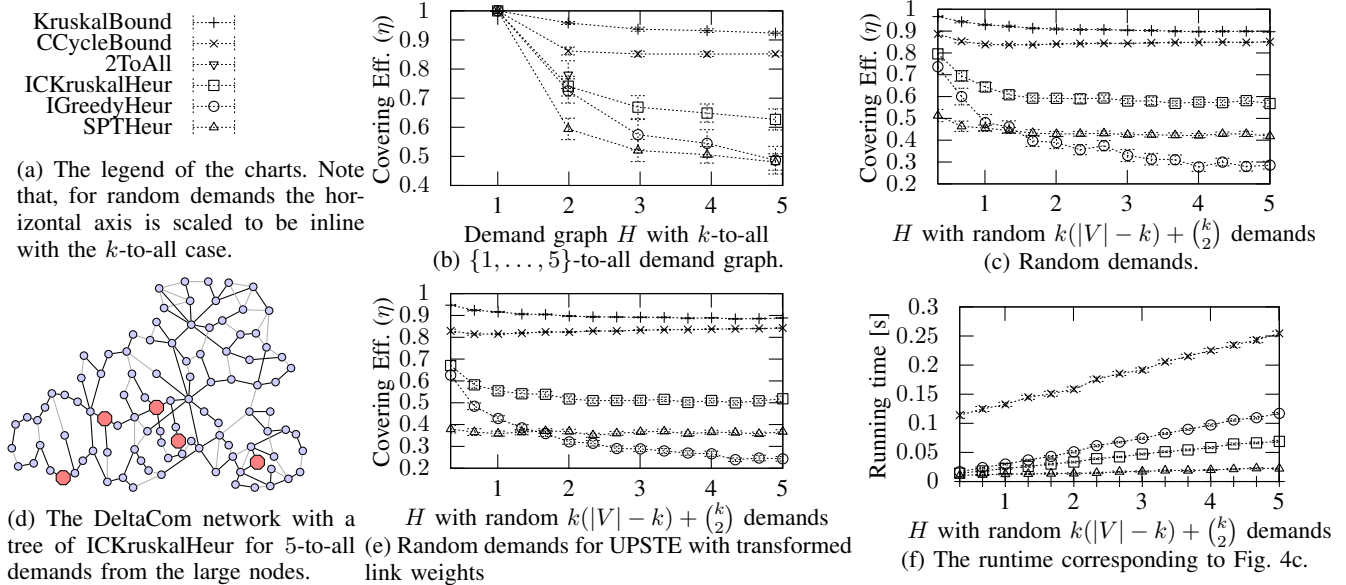 KruskalBound
CCycleBound
2ToAll
ICKruskalHeur
IGreedyHeur
SPTHeur
(a) The legend of the charts. Note
that, for random demands the hor-
izontal axis is scaled to be inline
with the k-to-all case.
Covering Eff. (η)
1
0.9
0.8
0.7
0.6
0.5
0.4
1 2 3 4 5
Demand graph H with k-to-all
(b) {1, . . . , 5}-to-all demand graph.
Covering Eff. (η)
1
0.9
0.8
0.7
0.6
0.5
0.4
0.3
0.2
1 2 3 4 5
H with random k(|V| − k) + (k 2) demands
(c) Random demands.
(d) The DeltaCom network with a
tree of ICKruskalHeur for 5-to-all
demands from the large nodes.
Covering Eff. (η)
1
0.9
0.8
0.7
0.6
0.5
0.4
0.3
0.2
1 2 3 4 5
H with random k(|V| − k) + (k 2) demands
(e) Random demands for UPSTE with transformed
link weights
Running time [s]
0.3
0.25
0.2
0.15
0.1
0.05
0
1 2 3 4 5
H with random k(|V| − k) + (k 2) demands
(f) The runtime corresponding to Fig. 4c.